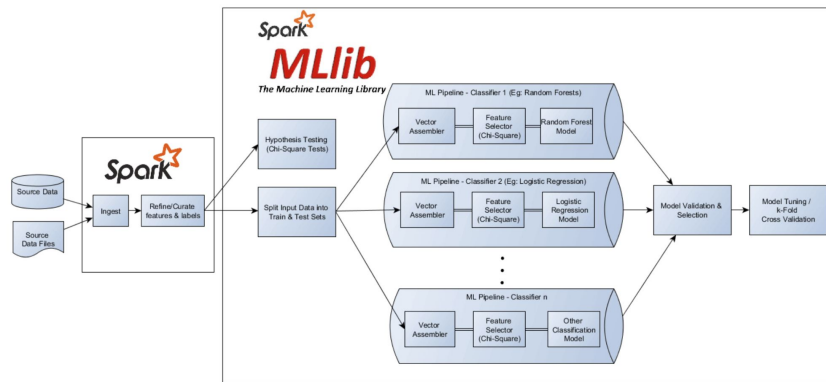 Spark
MLlib
The Machine Learning Library
ML Pipeline - Classifier 1 (Eg: Random Forests)
Vector
Assembler
Feature
Selector
(Chi-Square)
Random Forest
Model
Hypothesis Testing
(Chi-Square Tests)
Spark
Source Data
Source
Data Files
Ingest
Refine/Curate
features & labels
Split Input Data into
Train & Test Sets
ML Pipeline - Classifier 2 (Eg: Logistic Regression)
Vector
Assembler
Feature
Selector
(Chi-Square)
Logistic
Regression
Model
Model Validation &
Selection
Model Tuning /
k-Fold
Cross Validation
ML Pipeline - Classifier n
Vector
Assembler
Feature
Selector
(Chi-Square)
Other
Classification
Model